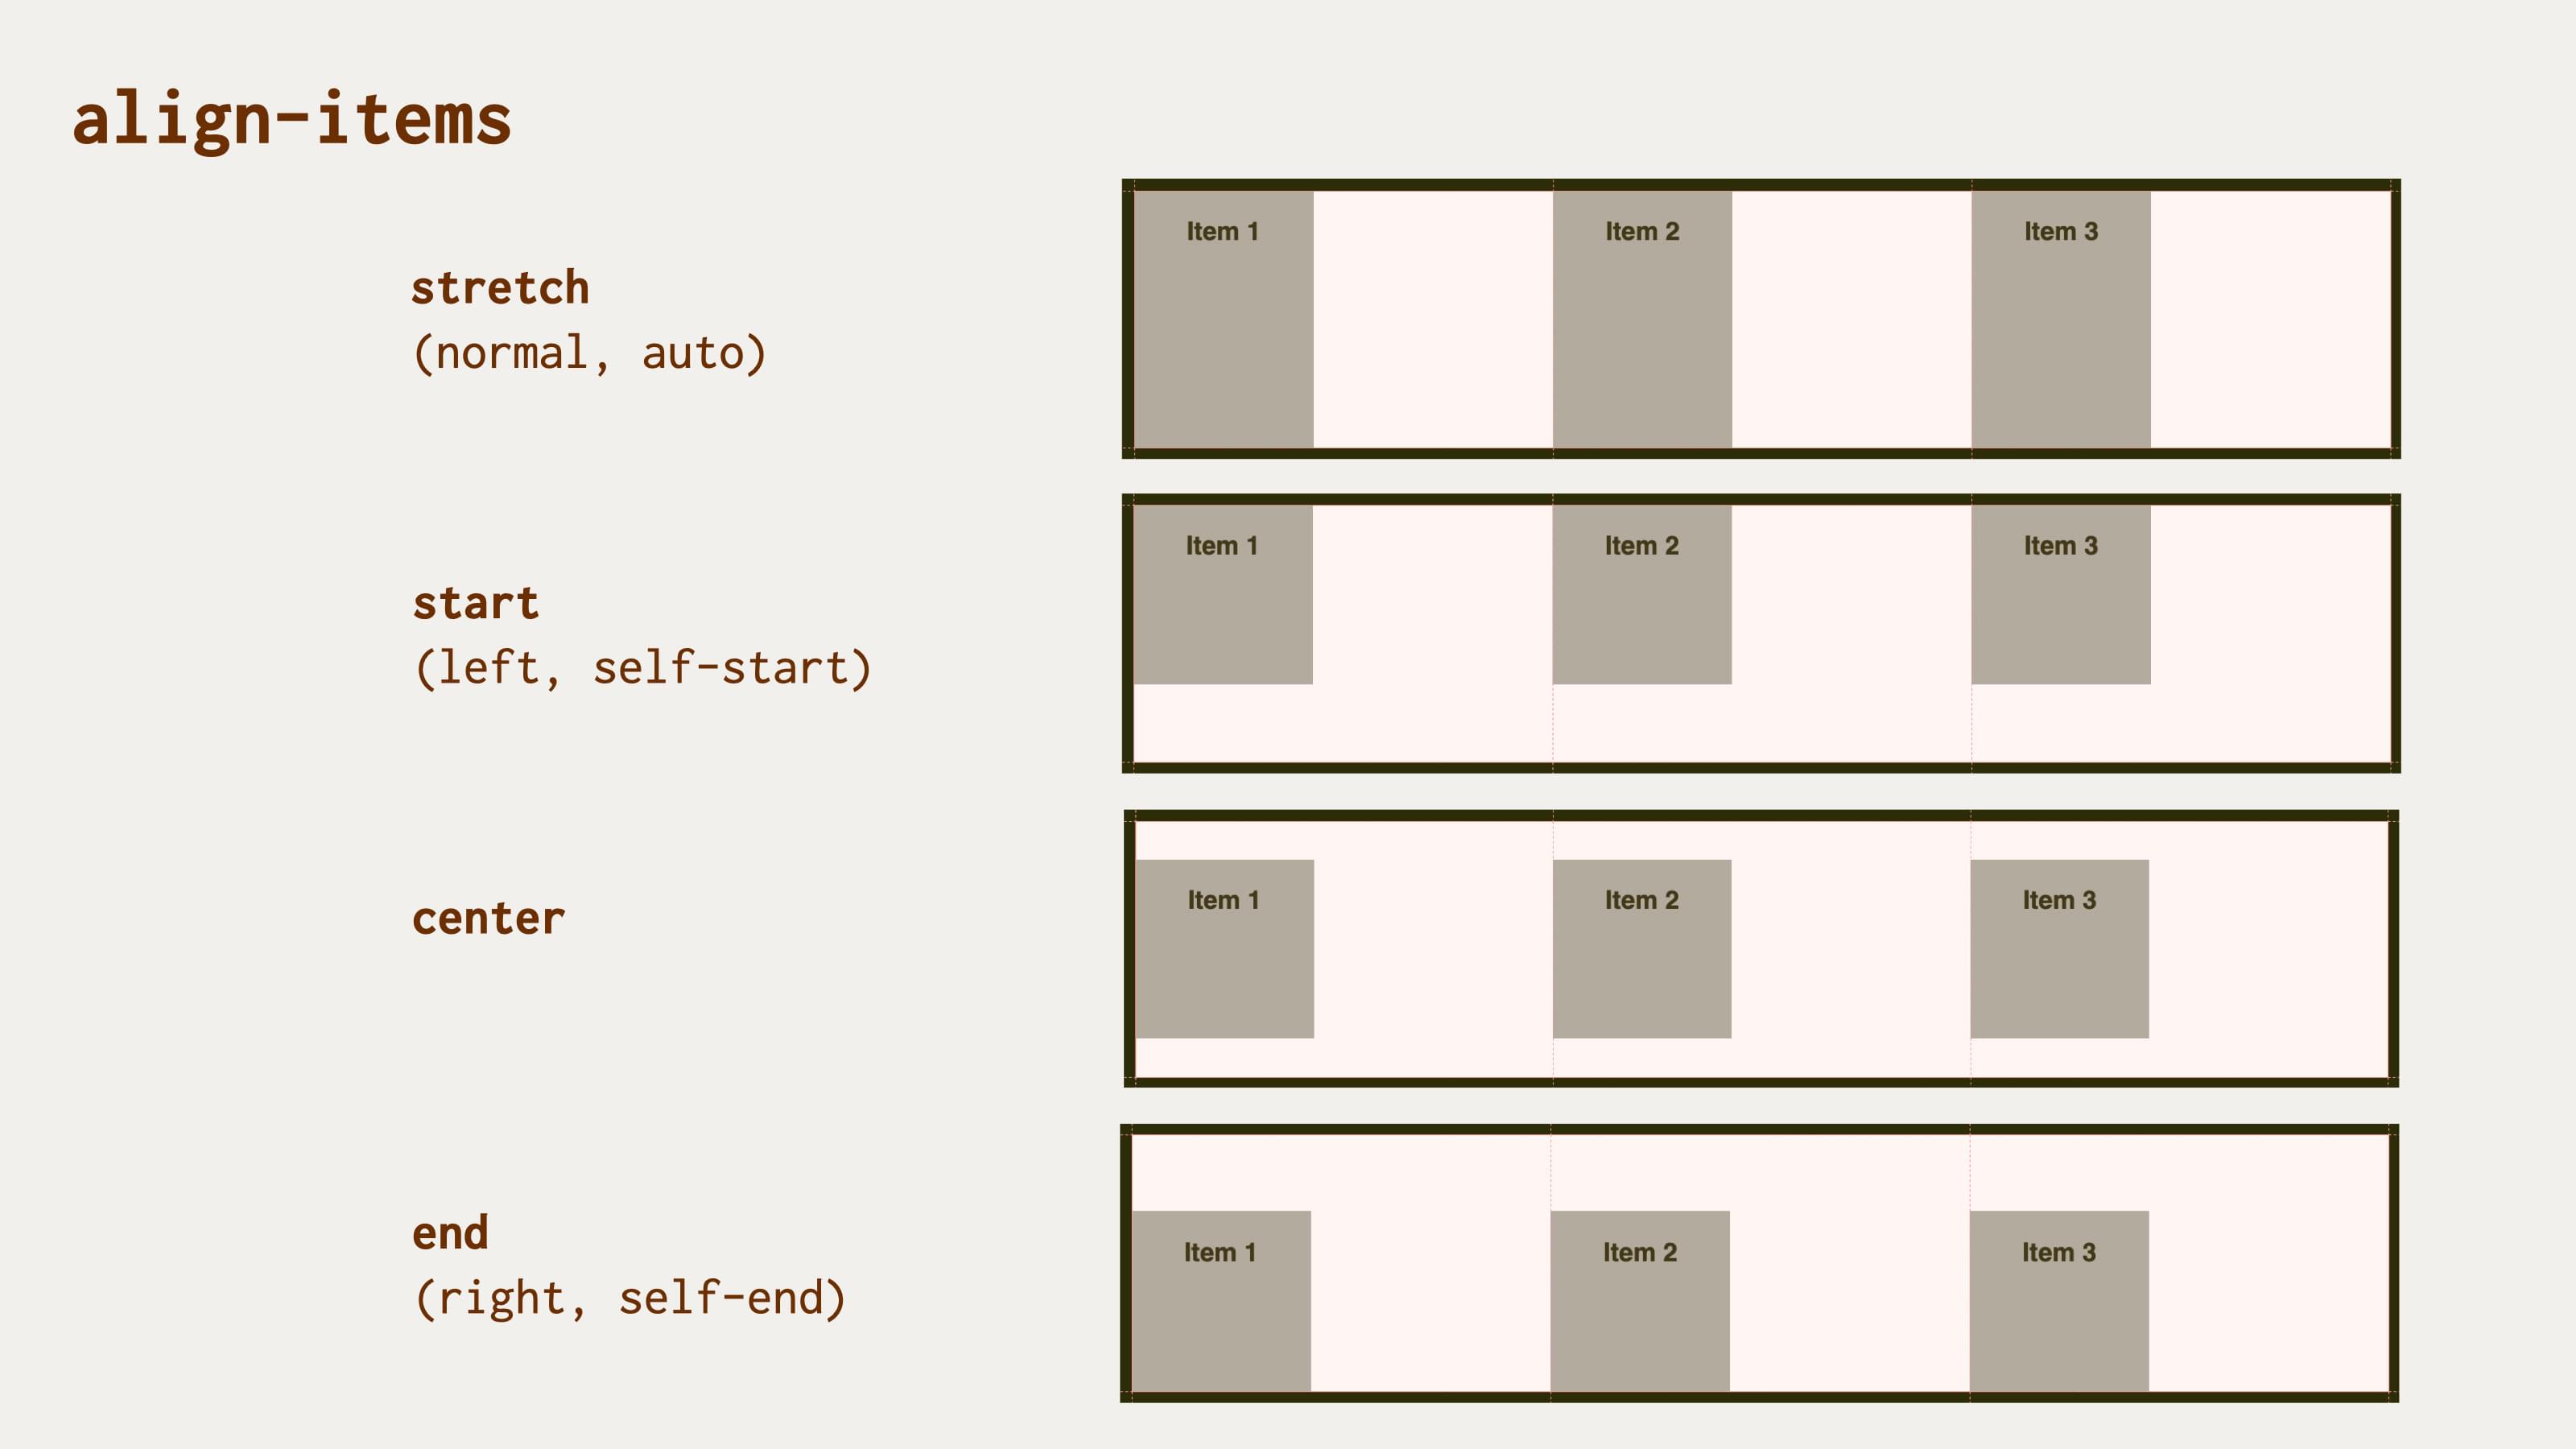 align-items
Item 1 Item 2 Item 3
stretch
(normal, auto)
Item 1 Item 2 Item 3
start
(left, self-start)
Item 1 Item 2 Item 3
center
Item 1 Item 2 Item 3
end
(right, self-end)